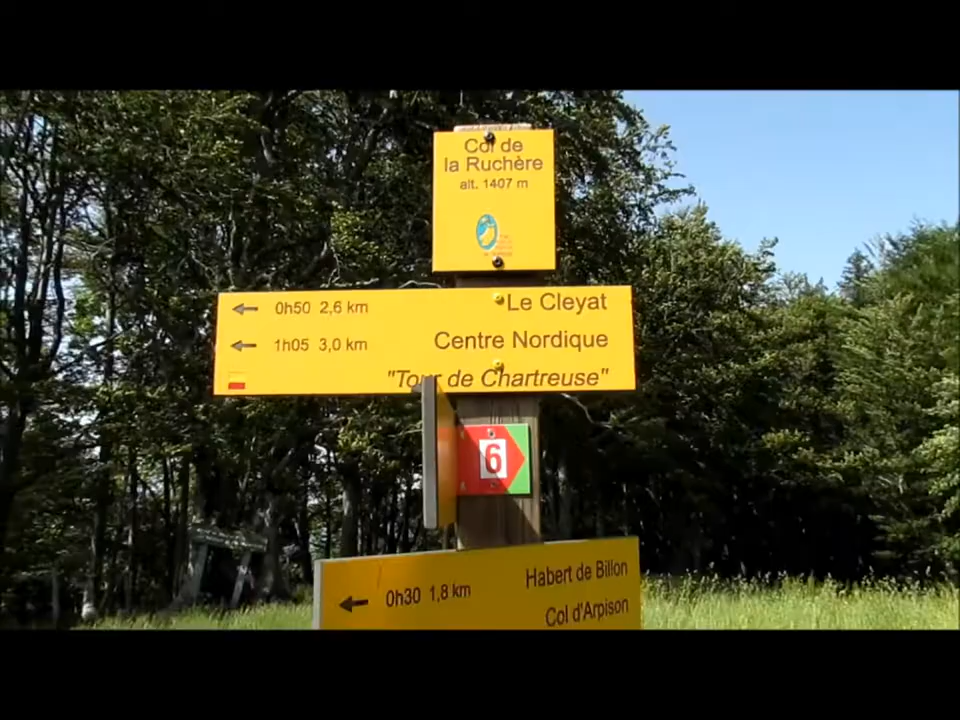 Col de
la Ruchère
alt. 1407 m
0h50 2,6 km Le Cleyat
1h05 3,0 km Centre Nordique
"Tour de Chartreuse"
6
0h30 1,8 km Habert de Billon
Col d'Arpison